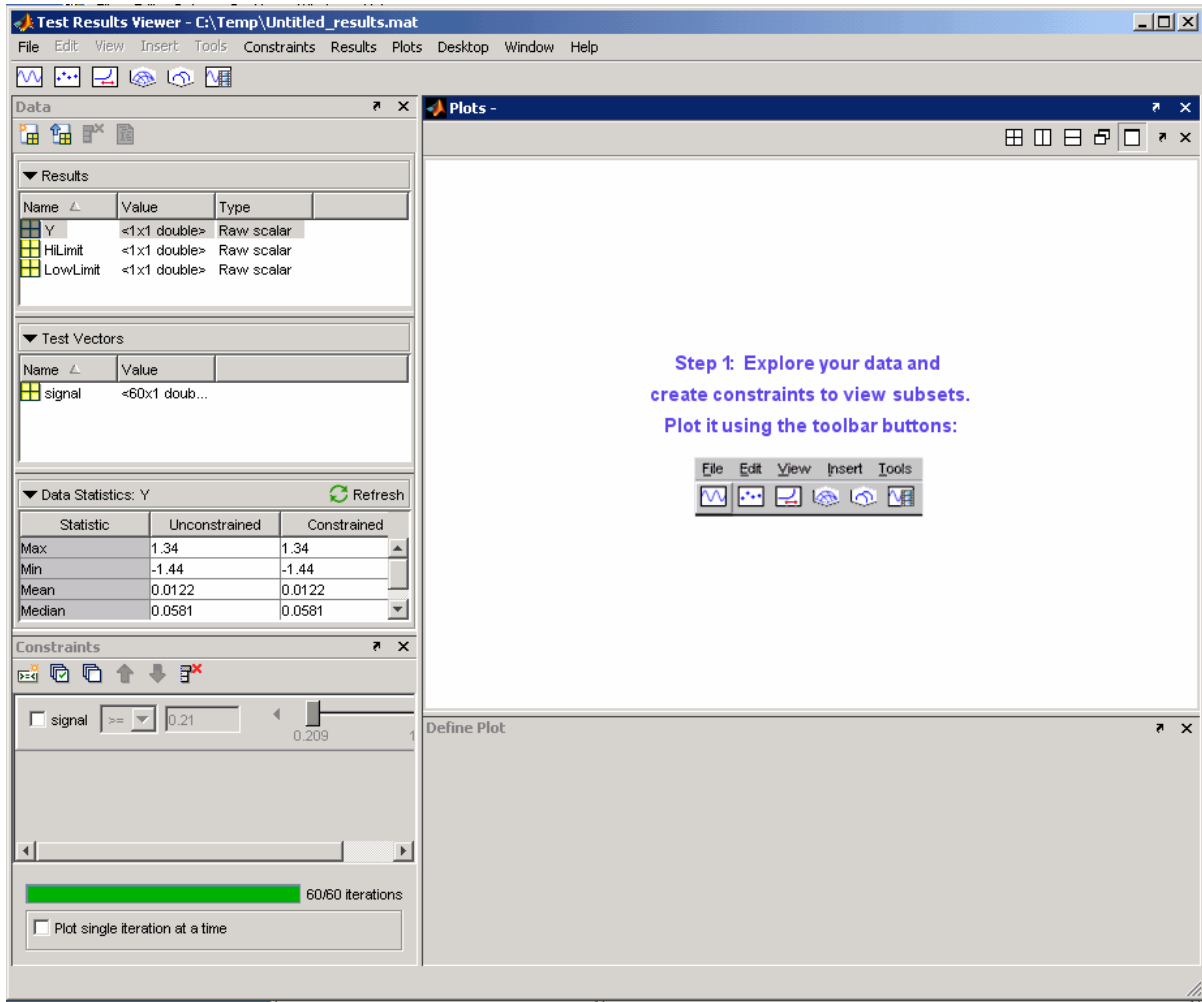 Test Results Viewer - C:\Temp\Untitled_results.mat
File Edit View Insert Tools Constraints Results Plots Desktop Window Help
Data
Results
Name Value Type
Y <1x1 double> Raw scalar
HiLimit <1x1 double> Raw scalar
LowLimit <1x1 double> Raw scalar
Test Vectors
Name Value
signal <60x1 doub...
Data Statistics: Y Refresh
Statistic Unconstrained Constrained
Max 1.34 1.34
Min -1.44 -1.44
Mean 0.0122 0.0122
Median 0.0581 0.0581
Constraints
signal >= 0.21
0.209 1
60/60 iterations
Plot single iteration at a time
Plots -
Step 1: Explore your data and
create constraints to view subsets.
Plot it using the toolbar buttons:
File Edit View Insert Tools
Define Plot